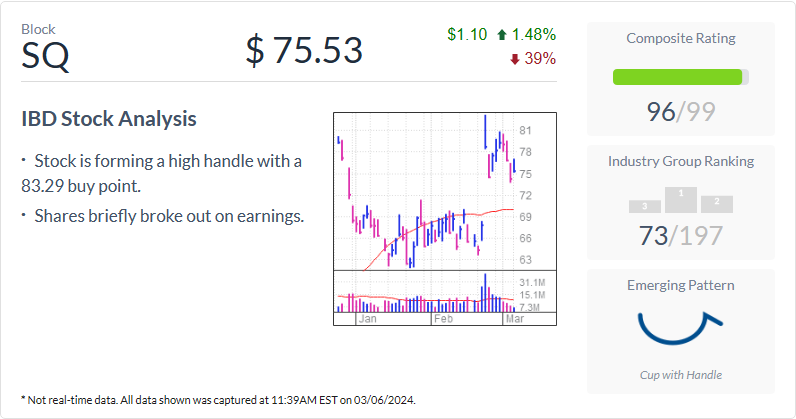 Block
SQ
$ 75.53
$1.10 1.48%
39%
IBD Stock Analysis
• Stock is forming a high handle with a
83.29 buy point.
• Shares briefly broke out on earnings.
81
78
75
72
69
66
63
31.1M
15.1M
7.3M
Jan Feb Mar
Composite Rating
96/99
Industry Group Ranking
3 1 2
73/197
Emerging Pattern
Cup with Handle
* Not real-time data. All data shown was captured at 11:39AM EST on 03/06/2024.